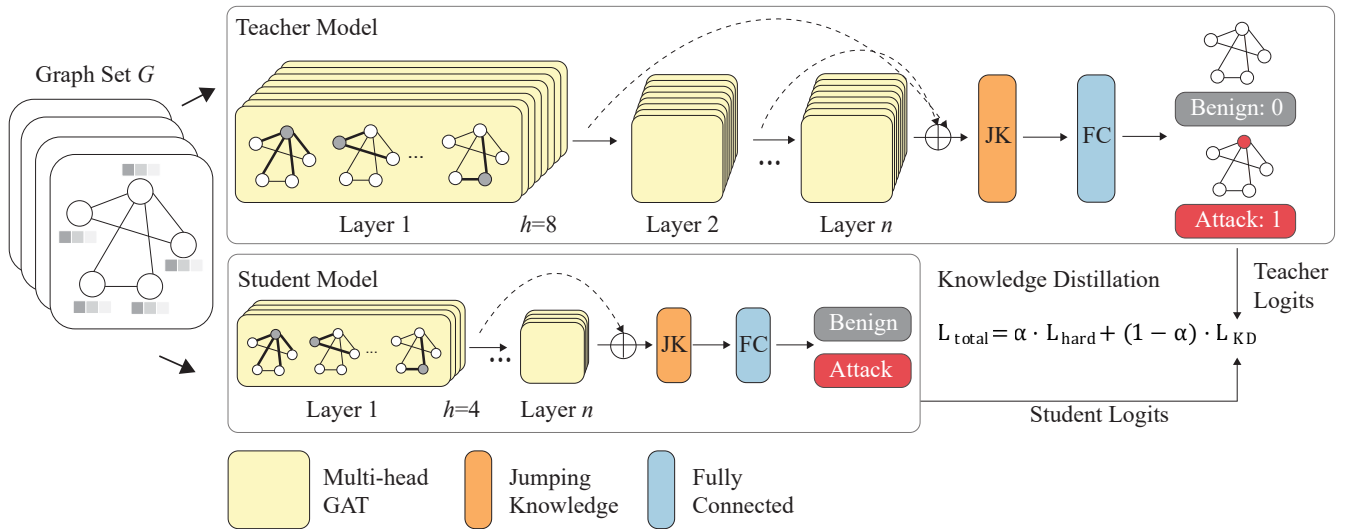 Graph Set G
Teacher Model
...
Layer 1
h=8
Layer 2
...
Layer n
JK
FC
Benign: 0
Attack: 1
Student Model
...
Layer 1
h=4
...
Layer n
JK
FC
Benign
Attack
Knowledge Distillation
Teacher
Logits
L total = α · L hard + (1 − α) · L KD
Student Logits
Multi-head
GAT
Jumping
Knowledge
Fully
Connected